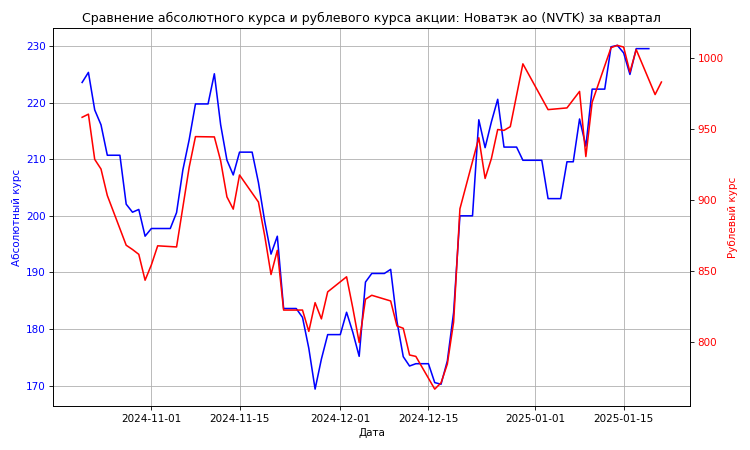 Сравнение абсолютного курса и рублевого курса акции: Новатэк ао (NVTK) за квартал
230
220
210
200
190
180
170
Абсолютный курс
1000
950
900
850
800
Рублевый курс
2024-11-01 2024-11-15 2024-12-01 2024-12-15 2025-01-01 2025-01-15
Дата